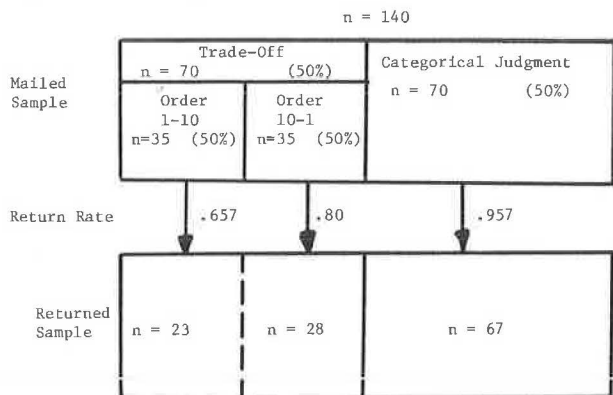 n = 140
Trade-Off
n = 70 (50%)
Categorical Judgment
n = 70 (50%)
Mailed
Sample
Order
1-10
n=35 (50%)
Order
10-1
n=35 (50%)
Return Rate
.657
.80
.957
Returned
Sample
n = 23
n = 28
n = 67